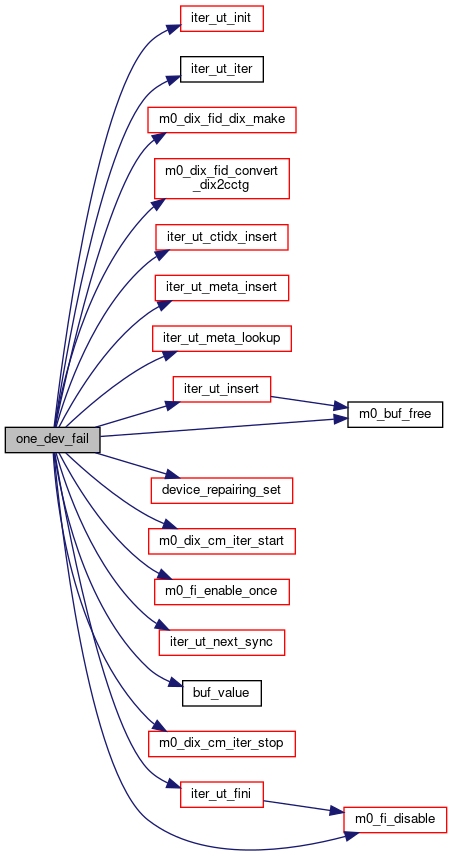 iter_ut_init
iter_ut_iter
m0_dix_fid_dix_make
m0_dix_fid_convert
_dix2cctg
iter_ut_ctidx_insert
iter_ut_meta_insert
iter_ut_meta_lookup
iter_ut_insert
m0_buf_free
one_dev_fail
device_repairing_set
m0_dix_cm_iter_start
m0_fi_enable_once
iter_ut_next_sync
buf_value
m0_dix_cm_iter_stop
iter_ut_fini
m0_fi_disable